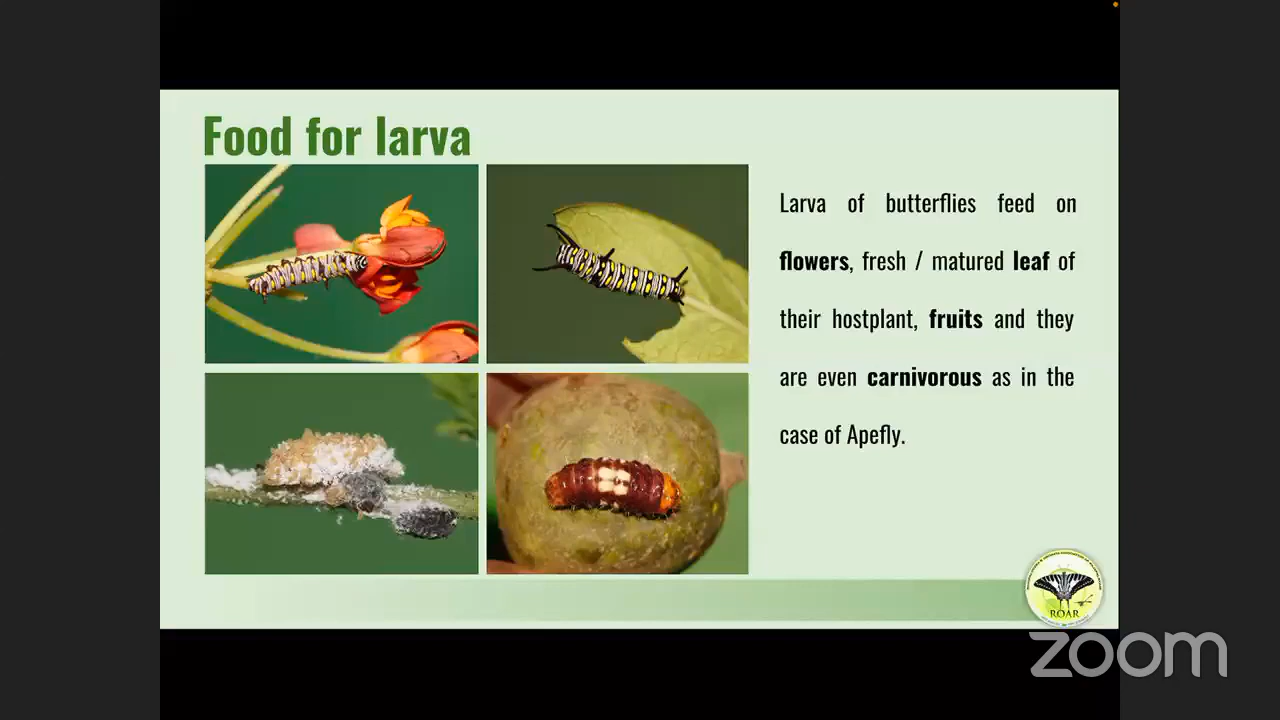 Food for larva
Larva of butterflies feed on
flowers, fresh / matured leaf of
their hostplant, fruits and they
are even carnivorous as in the
case of Apefly.
ROAR
zoom